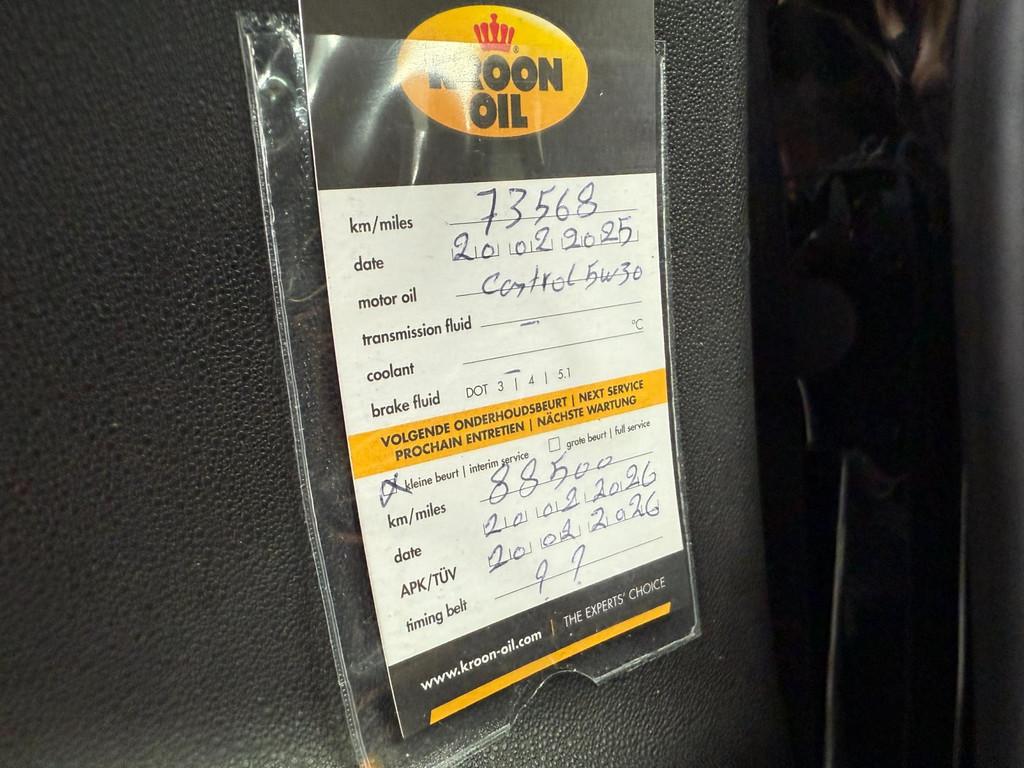 KROON
OIL
km/miles 73568
date 20 02 2025
motor oil Castrol 5w30
transmission fluid —
coolant °C
brake fluid DOT 3 | 4 | 5.1
VOLGENDE ONDERHOUDSBEURT | NEXT SERVICE
PROCHAIN ENTRETIEN | NÄCHSTE WARTUNG
kleine beurt | interim service grote beurt | full service
km/miles 88500
date 20 02 2026
APK/TÜV 20 02 2026
timing belt ? ?
www.kroon-oil.com | THE EXPERTS' CHOICE